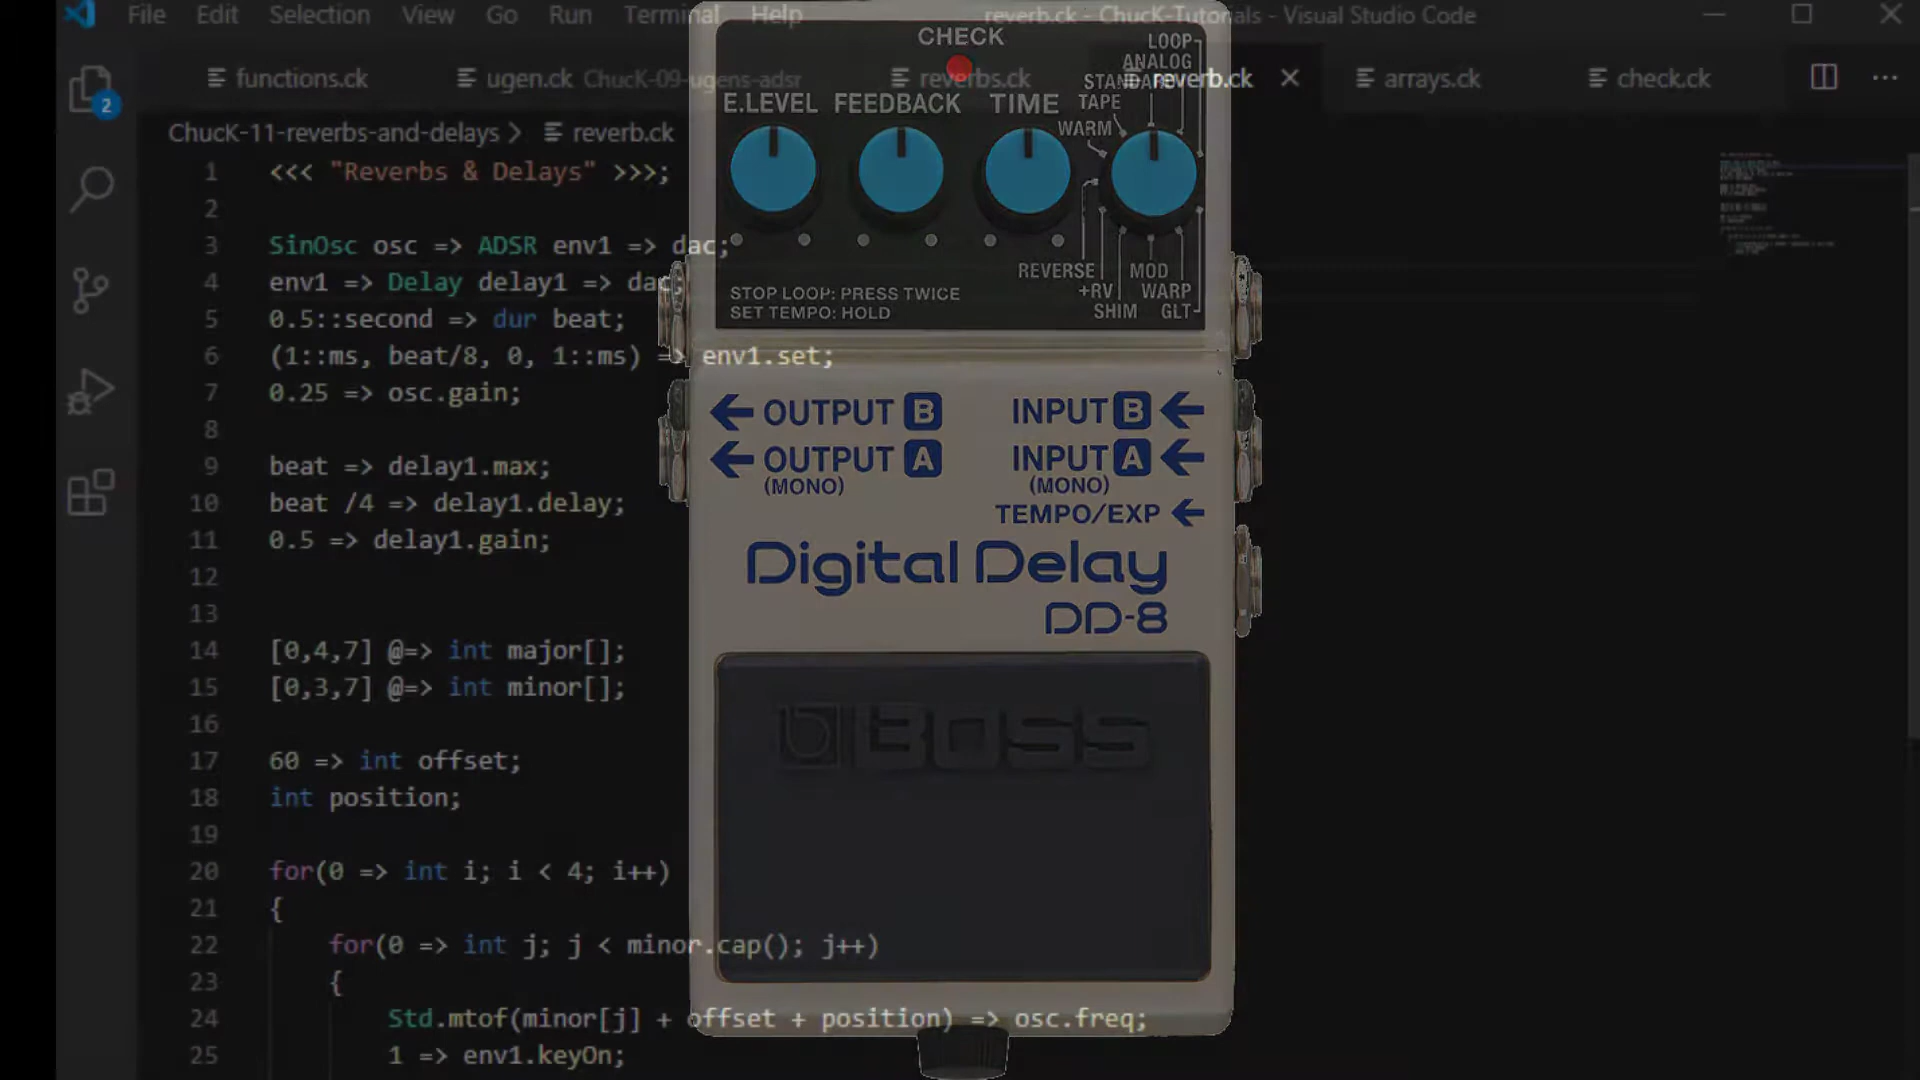 File Edit Selection View Go Run Terminal Help reverb.ck - ChucK-Tutorials - Visual Studio Code
functions.ck ugen.ck ChucK-09-ugens-adsr reverbs.ck reverb.ck arrays.ck check.ck
2
ChucK-11-reverbs-and-delays > reverb.ck
1 <<< "Reverbs & Delays" >>>;
2
3 SinOsc osc => ADSR env1 => dac;
4 env1 => Delay delay1 => dac;
5 0.5::second => dur beat;
6 (1::ms, beat/8, 0, 1::ms) => env1.set;
7 0.25 => osc.gain;
8
9 beat => delay1.max;
10 beat /4 => delay1.delay;
11 0.5 => delay1.gain;
12
13
14 [0,4,7] @=> int major[];
15 [0,3,7] @=> int minor[];
16
17 60 => int offset;
18 int position;
19
20 for(0 => int i; i < 4; i++)
21 {
22 for(0 => int j; j < minor.cap(); j++)
23 {
24 Std.mtof(minor[j] + offset + position) => osc.freq;
25 1 => env1.keyOn;
CHECK
E.LEVEL FEEDBACK TIME
LOOP
ANALOG
STANDARD
TAPE
WARM
REVERSE
+RV
SHIM
MOD
WARP
GLT
STOP LOOP: PRESS TWICE
SET TEMPO: HOLD
OUTPUT B INPUT B
OUTPUT A INPUT A
(MONO) (MONO)
TEMPO/EXP
Digital Delay
DD-8
BOSS